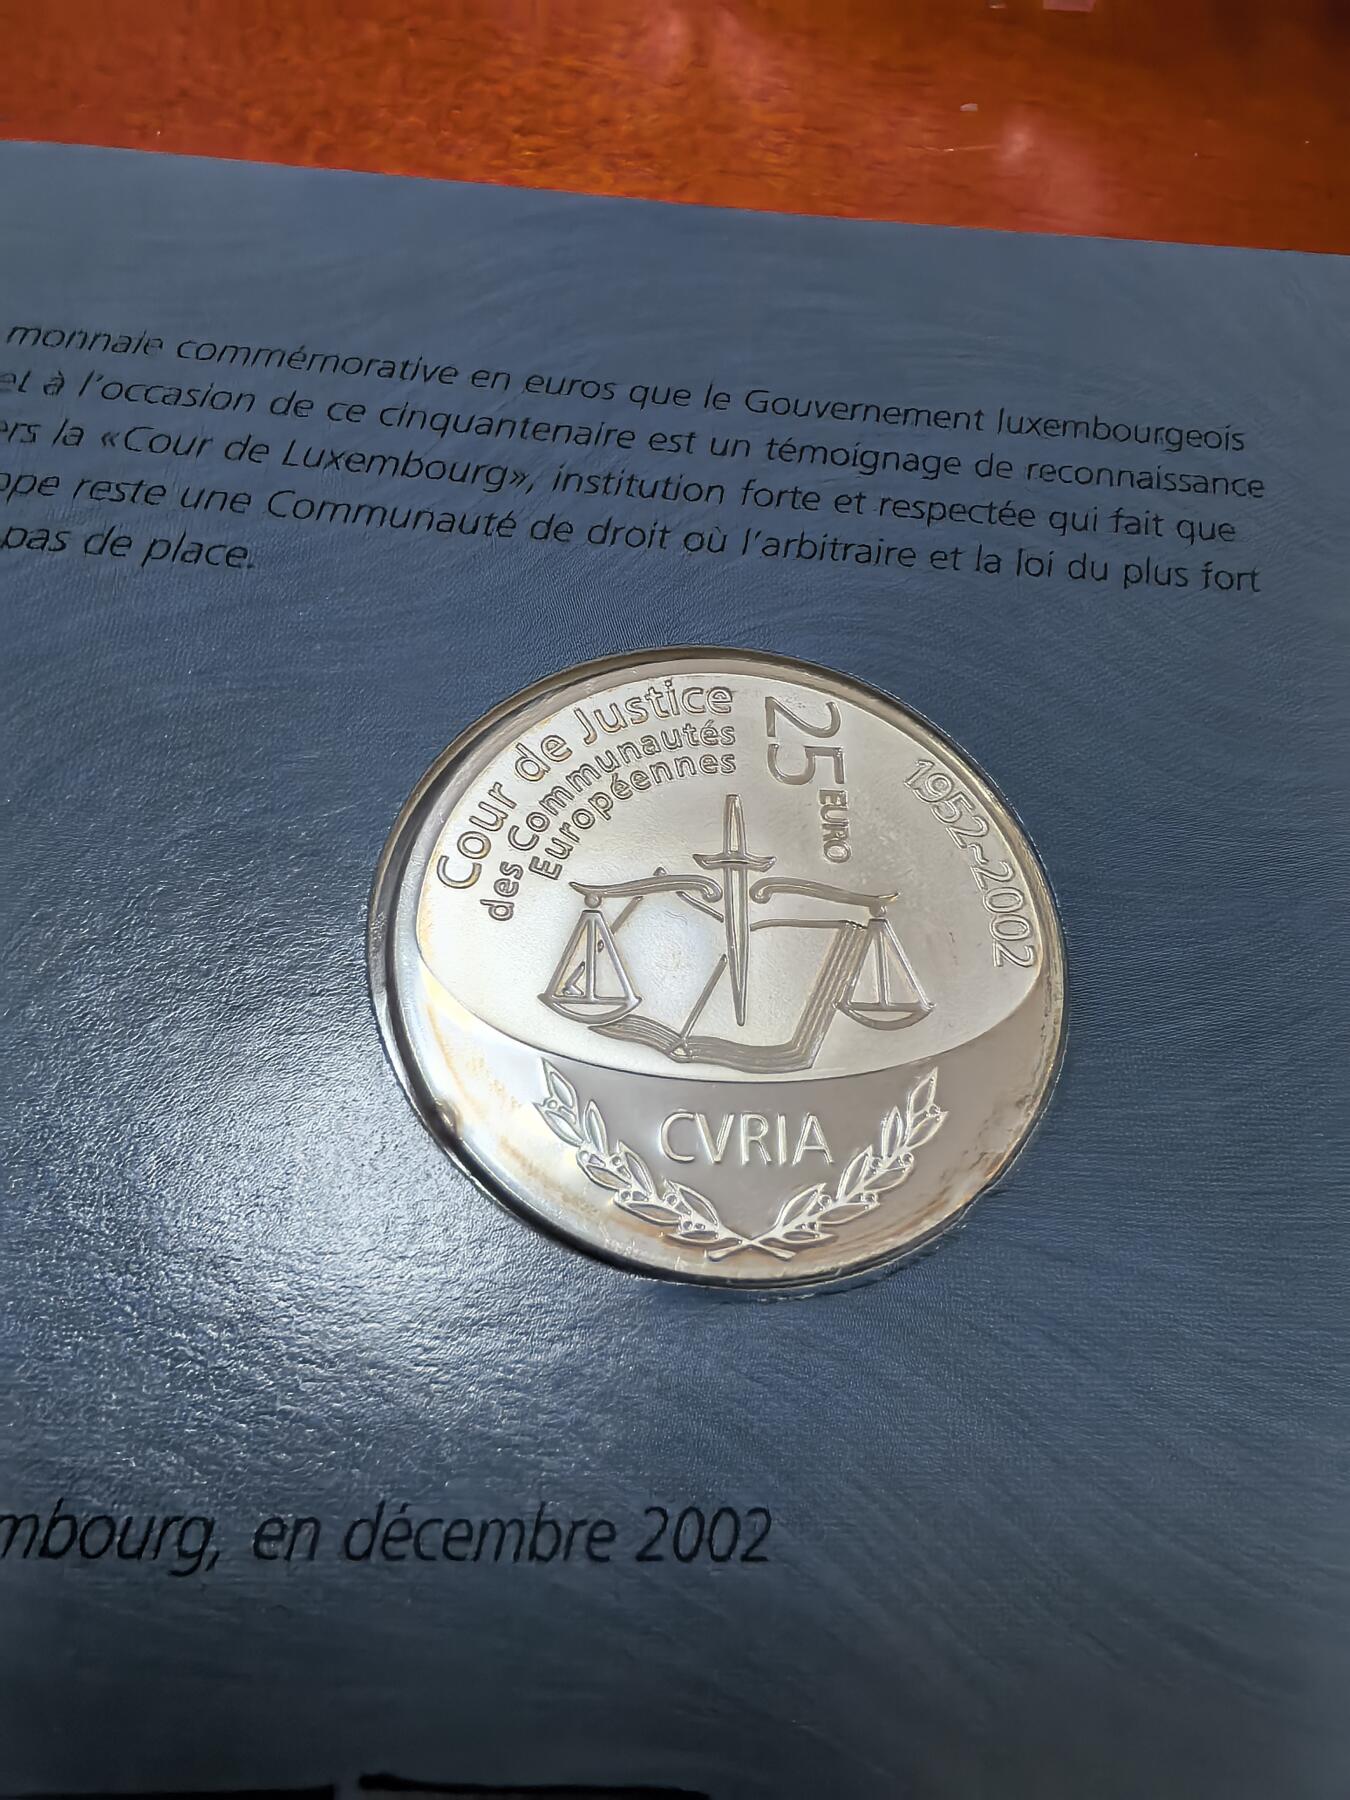 monnaie commémorative en euros que le Gouvernement luxembourgeois
et à l'occasion de ce cinquantenaire est un témoignage de reconnaissance
ers la «Cour de Luxembourg», institution forte et respectée qui fait que
ope reste une Communauté de droit où l'arbitraire et la loi du plus fort
pas de place.
Cour de Justice
des Communautés
Européennes
25
EURO
1952~2002
CVRIA
mbourg, en décembre 2002